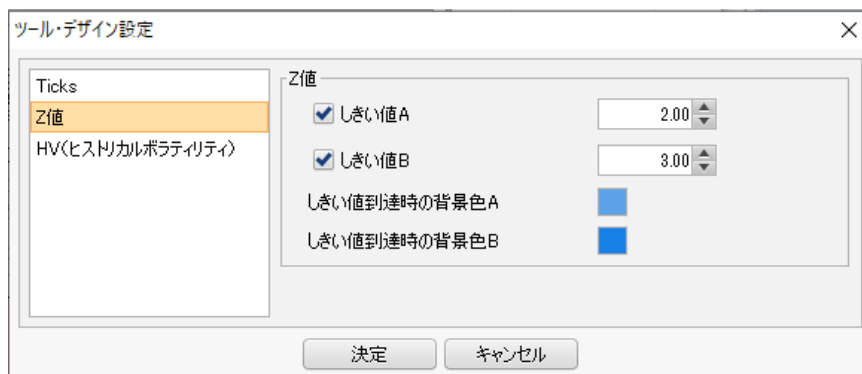 ツール・デザイン設定
Ticks
Z値
HV(ヒストリカルボラティリティ)
Z値
しきい値A
2.00
しきい値B
3.00
しきい値到達時の背景色A
しきい値到達時の背景色B
決定
キャンセル